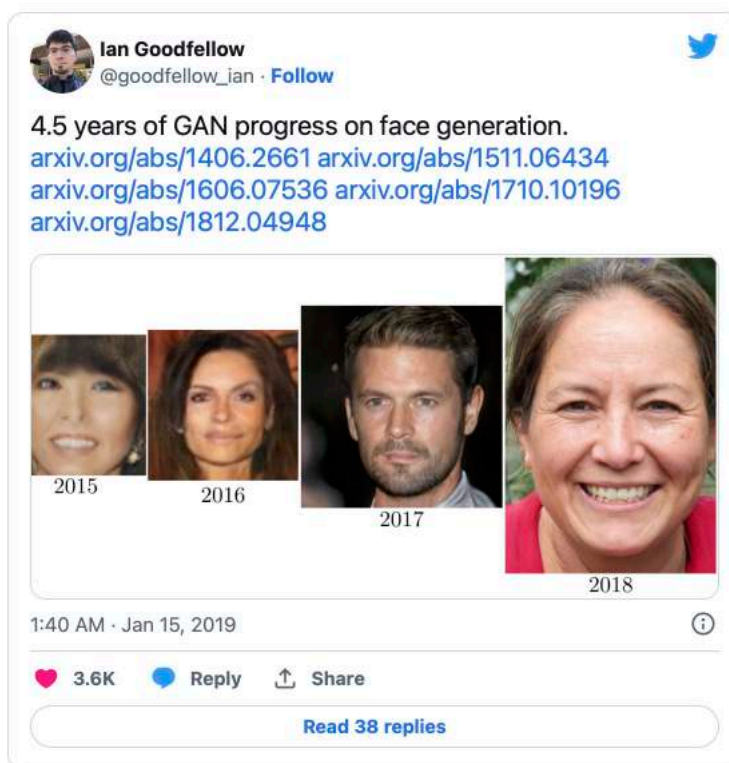 Ian Goodfellow
@goodfellow_ian · Follow
4.5 years of GAN progress on face generation.
arxiv.org/abs/1406.2661 arxiv.org/abs/1511.06434
arxiv.org/abs/1606.07536 arxiv.org/abs/1710.10196
arxiv.org/abs/1812.04948
2015
2016
2017
2018
1:40 AM · Jan 15, 2019
3.6K Reply Share
Read 38 replies